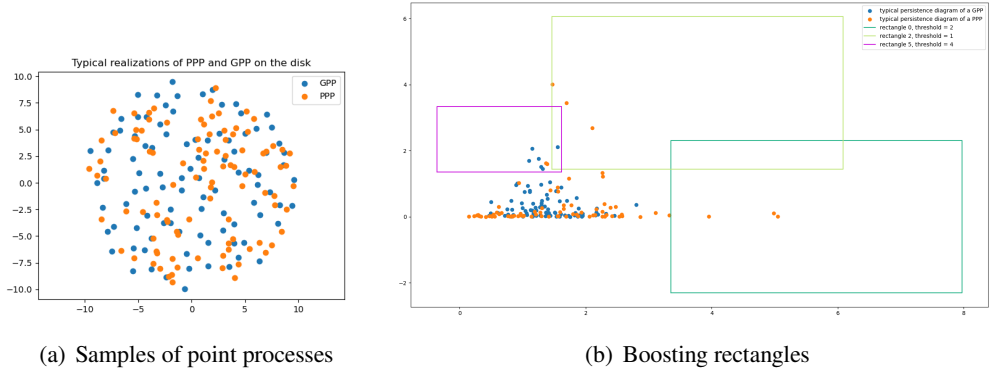 Typical realizations of PPP and GPP on the disk
GPP
PPP
10.0
7.5
5.0
2.5
0.0
−2.5
−5.0
−7.5
−10.0
−10
−5
0
5
10
(a) Samples of point processes
typical persistence diagram of a GPP
typical persistence diagram of a PPP
rectangle 0, threshold = 2
rectangle 2, threshold = 1
rectangle 5, threshold = 4
6
4
2
0
−2
0
2
4
6
8
(b) Boosting rectangles